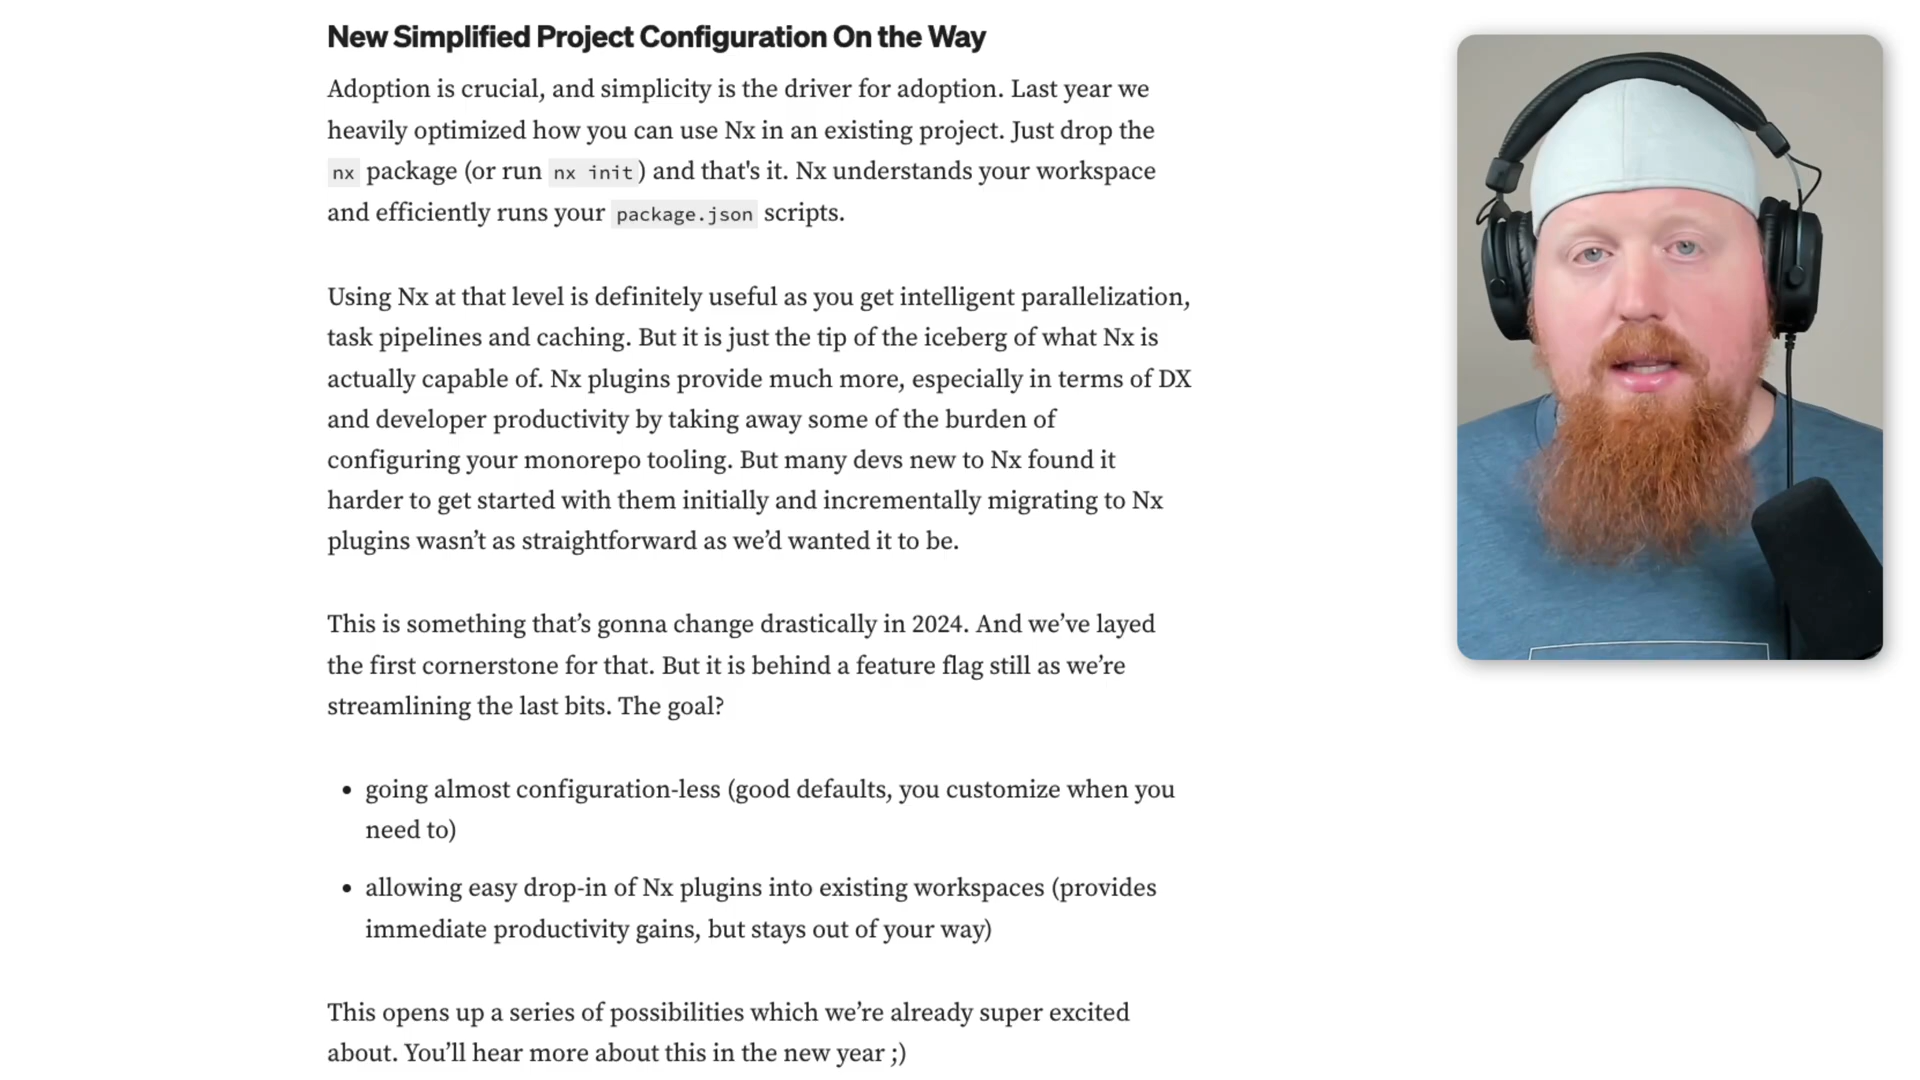 New Simplified Project Configuration On the Way
Adoption is crucial, and simplicity is the driver for adoption. Last year we
heavily optimized how you can use Nx in an existing project. Just drop the
nx package (or run nx init) and that's it. Nx understands your workspace
and efficiently runs your package.json scripts.
Using Nx at that level is definitely useful as you get intelligent parallelization,
task pipelines and caching. But it is just the tip of the iceberg of what Nx is
actually capable of. Nx plugins provide much more, especially in terms of DX
and developer productivity by taking away some of the burden of
configuring your monorepo tooling. But many devs new to Nx found it
harder to get started with them initially and incrementally migrating to Nx
plugins wasn’t as straightforward as we’d wanted it to be.
This is something that’s gonna change drastically in 2024. And we’ve layed
the first cornerstone for that. But it is behind a feature flag still as we’re
streamlining the last bits. The goal?
• going almost configuration-less (good defaults, you customize when you
need to)
• allowing easy drop-in of Nx plugins into existing workspaces (provides
immediate productivity gains, but stays out of your way)
This opens up a series of possibilities which we’re already super excited
about. You’ll hear more about this in the new year ;)